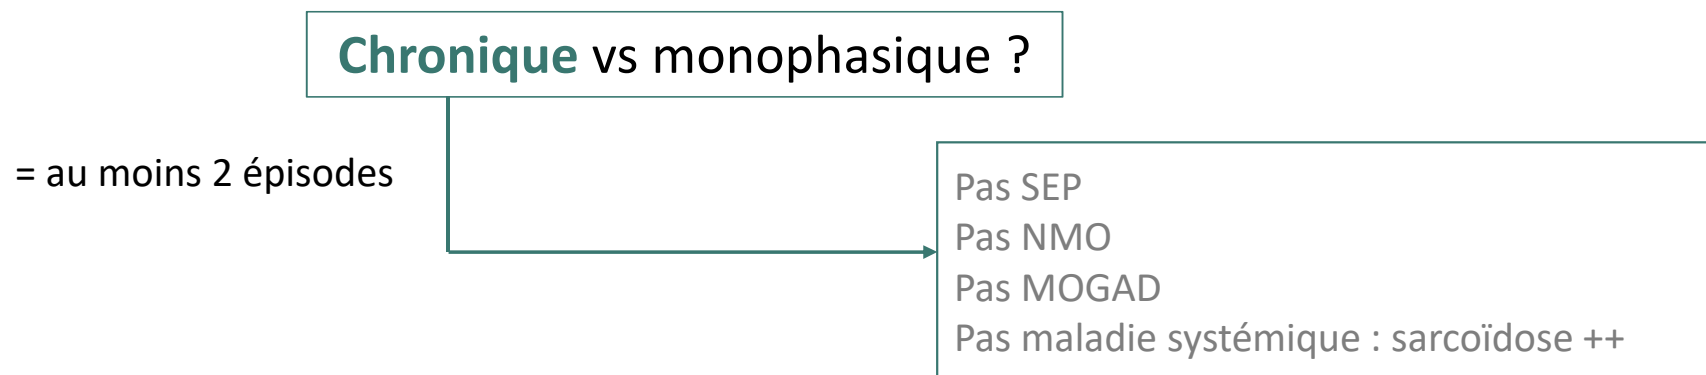 Chronique vs monophasique ?
= au moins 2 épisodes
Pas SEP
Pas NMO
Pas MOGAD
Pas maladie systémique : sarcoïdose ++